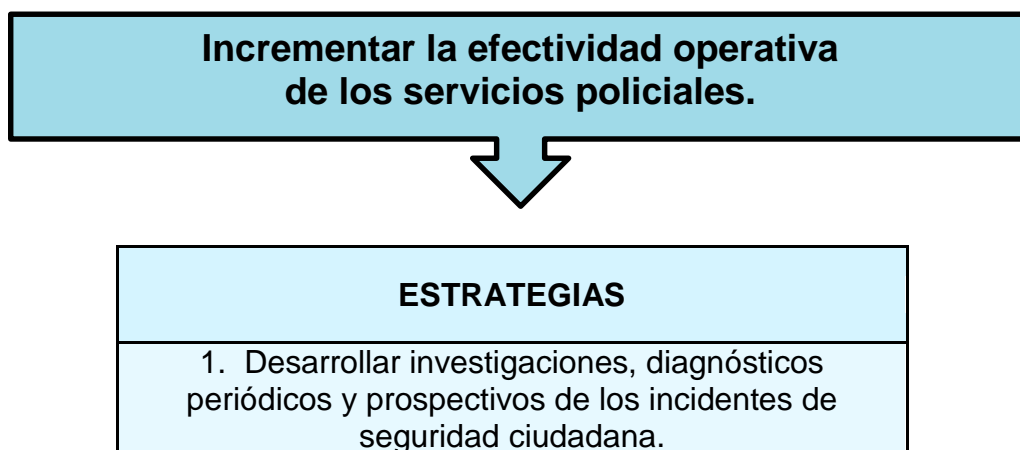 Incrementar la efectividad operativa
de los servicios policiales.
ESTRATEGIAS
1. Desarrollar investigaciones, diagnósticos
periódicos y prospectivos de los incidentes de
seguridad ciudadana.